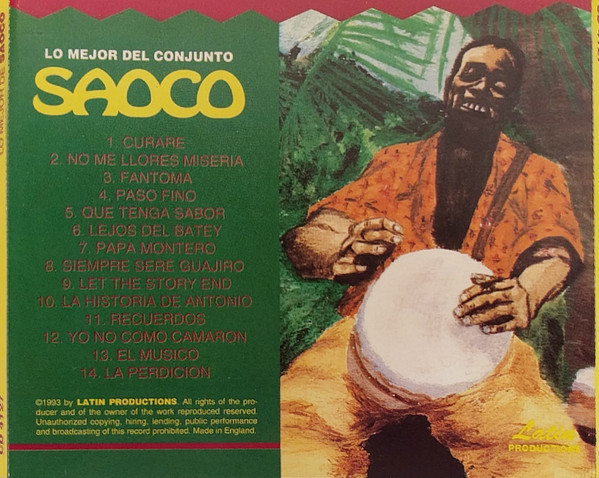 LO MEJOR DEL CONJUNTO
SAOCO
1. CURARE
2. NO ME LLORES MISERIA
3. FANTOMA
4. PASO FINO
5. QUE TENGA SABOR
6. LEJOS DEL BATEY
7. PAPA MONTERO
8. SIEMPRE SERE GUAJIRO
9. LET THE STORY END
10. LA HISTORIA DE ANTONIO
11. RECUERDOS
12. YO NO COMO CAMARON
13. EL MUSICO
14. LA PERDICION
©1993 by LATIN PRODUCTIONS. All rights of the pro-
ducer and of the owner of the work reproduced reserved.
Unauthorized copying, hiring, lending, public performance
and broadcasting of this record prohibited. Made in England.
Latin
PRODUCTIONS
LO MEJOR DE SAOCO